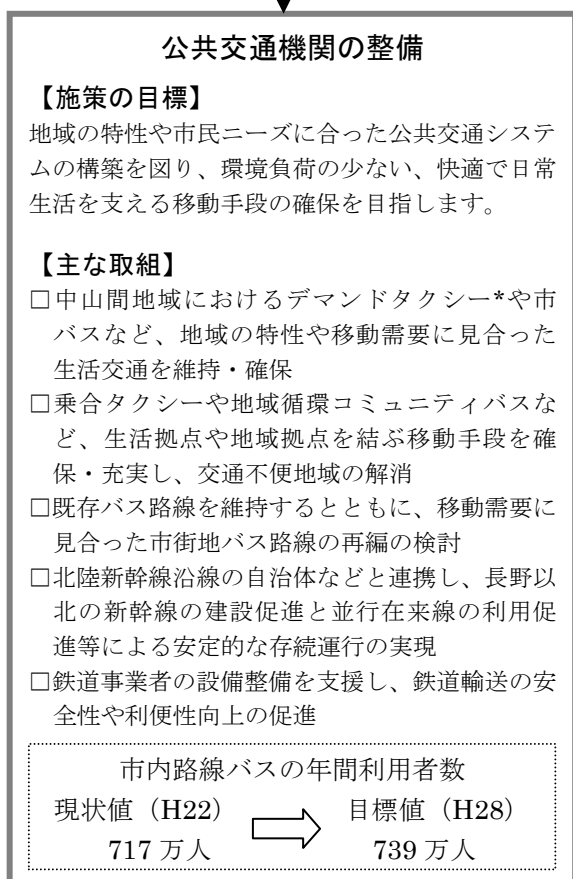 公共交通機関の整備
【施策の目標】
地域の特性や市民ニーズに合った公共交通システ
ムの構築を図り、環境負荷の少ない、快適で日常
生活を支える移動手段の確保を目指します。
【主な取組】
□中山間地域におけるデマンドタクシー*や市
バスなど、地域の特性や移動需要に見合った
生活交通を維持・確保
□乗合タクシーや地域循環コミュニティバスな
ど、生活拠点や地域拠点を結ぶ移動手段を確
保・充実し、交通不便地域の解消
□既存バス路線を維持するとともに、移動需要に
見合った市街地バス路線の再編の検討
□北陸新幹線沿線の自治体などと連携し、長野以
北の新幹線の建設促進と並行在来線の利用促
進等による安定的な存続運行の実現
□鉄道事業者の設備整備を支援し、鉄道輸送の安
全性や利便性向上の促進
市内路線バスの年間利用者数
現状値（H22） 目標値（H28）
717 万人 739 万人